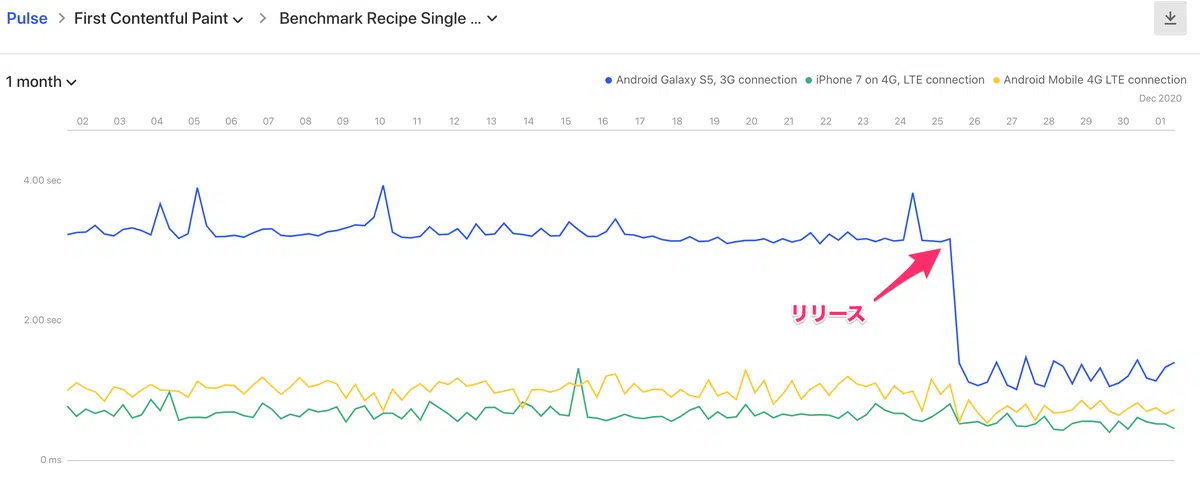 Pulse > First Contentful Paint > Benchmark Recipe Single ...
1 month
Android Galaxy S5, 3G connection iPhone 7 on 4G, LTE connection Android Mobile 4G LTE connection
Dec 2020
02 03 04 05 06 07 08 09 10 11 12 13 14 15 16 17 18 19 20 21 22 23 24 25 26 27 28 29 30 01
4.00 sec
リリース
2.00 sec
0 ms